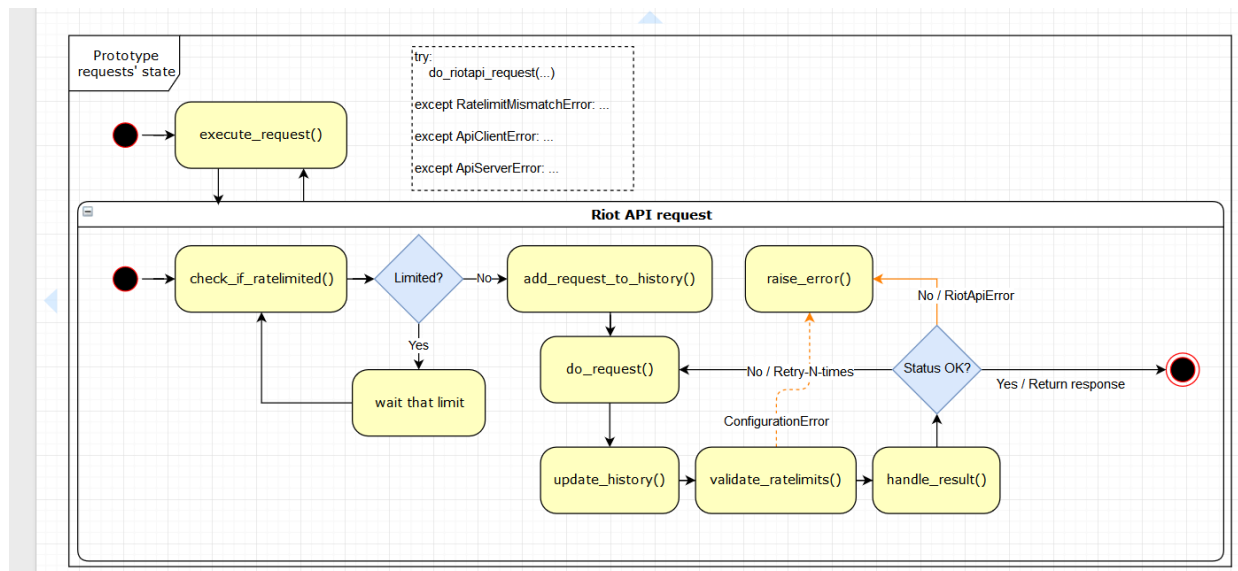 Prototype
requests' state
try:
do_riotapi_request(...)
except RatelimitMismatchError: ...
except ApiClientError: ...
except ApiServerError: ...
execute_request()
Riot API request
check_if_ratelimited()
Limited?
No
add_request_to_history()
raise_error()
No / RiotApiError
Yes
do_request()
No / Retry-N-times
Status OK?
Yes / Return response
wait that limit
ConfigurationError
update_history()
validate_ratelimits()
handle_result()